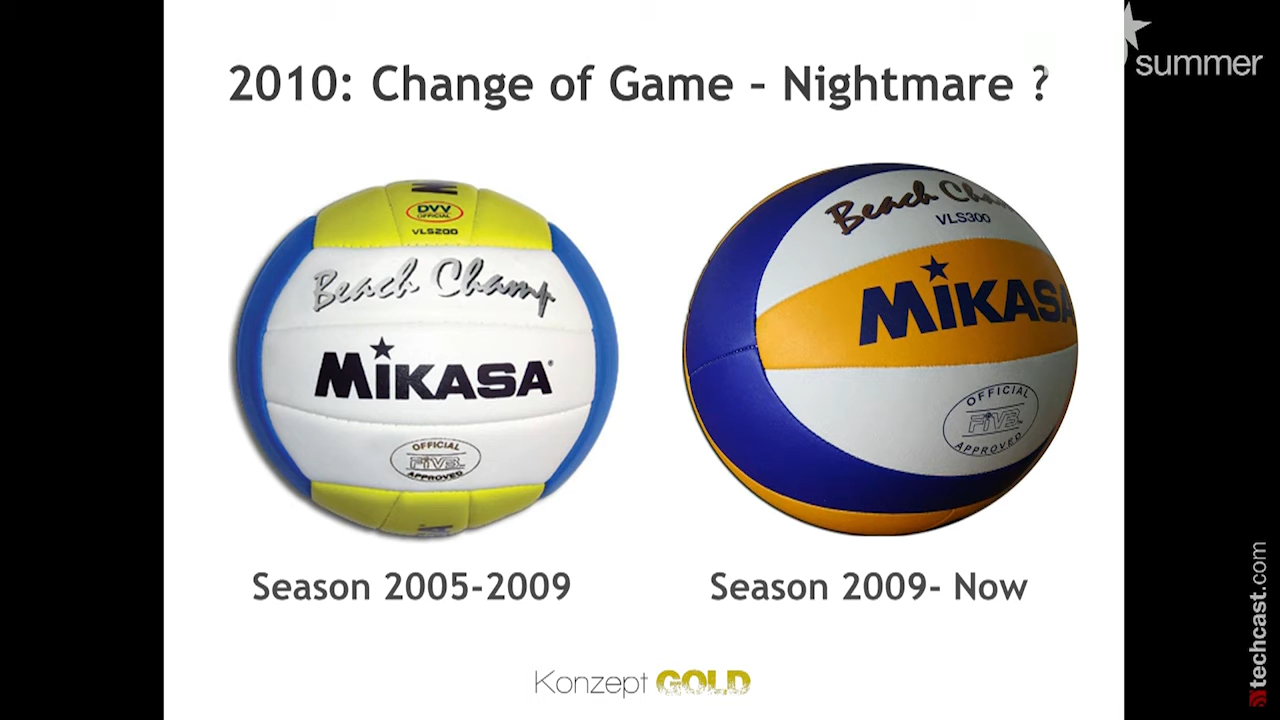 summer
2010: Change of Game – Nightmare ?
DVV
OFFICIAL
VLS200
Beach Champ
MIKASA
OFFICIAL
FIVB
APPROVED
Beach Cha
VLS300
MIKASA
OFFICIAL
FIVB
APPROVED
Season 2005-2009
Season 2009- Now
Konzept GOLD
techcast.com